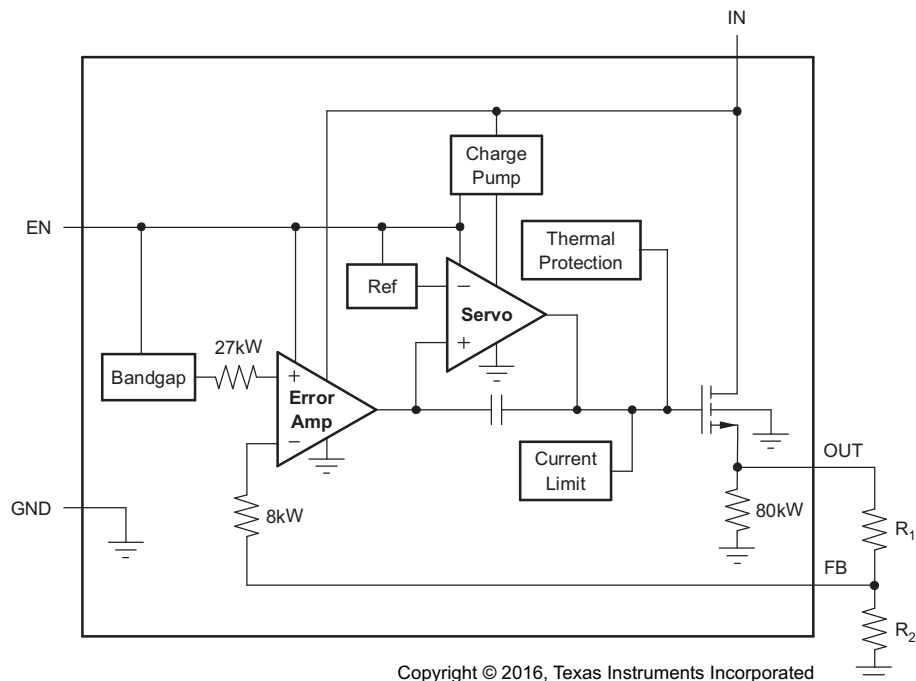 IN
Charge
Pump
EN
Thermal
Protection
Ref
−
Servo
+
27kW
Bandgap
+
Error
Amp
−
Current
Limit
OUT
GND
8kW
80kW
R1
FB
R2
Copyright © 2016, Texas Instruments Incorporated